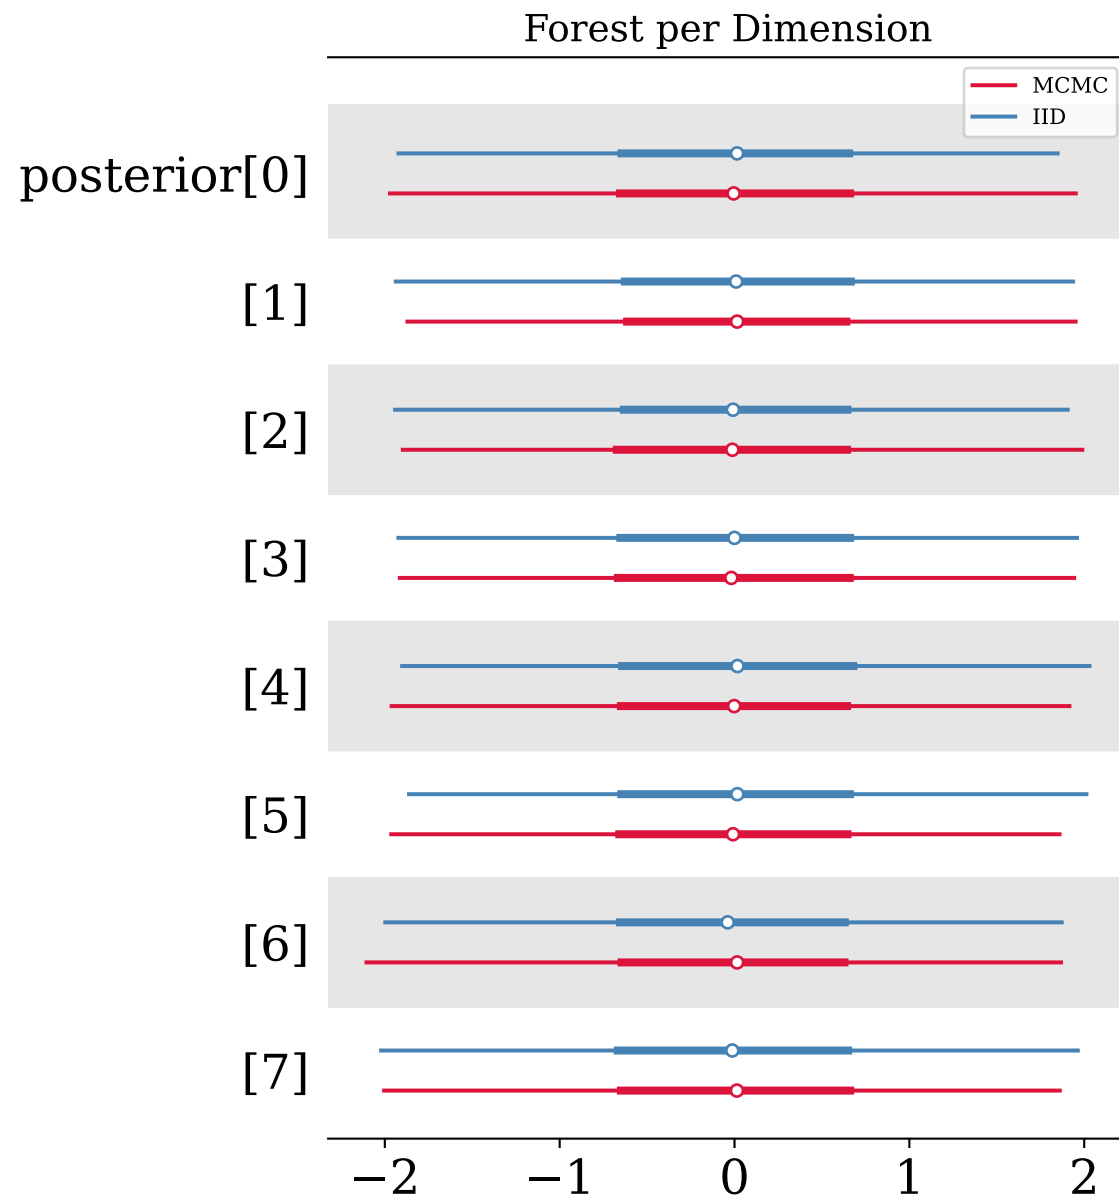 Forest per Dimension
MCMC
IID
posterior[0]
[1]
[2]
[3]
[4]
[5]
[6]
[7]
−2 −1 0 1 2